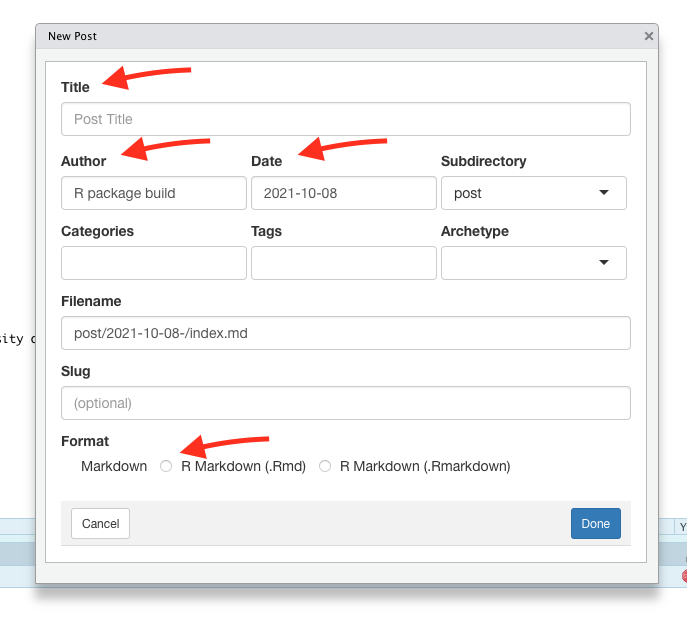 New Post
Title
Post Title
Author Date Subdirectory
R package build 2021-10-08 post
Categories Tags Archetype
Filename
sity
post/2021-10-08-/index.md
Slug
(optional)
Format
Markdown R Markdown (.Rmd) R Markdown (.Rmarkdown)
Cancel Done
Y